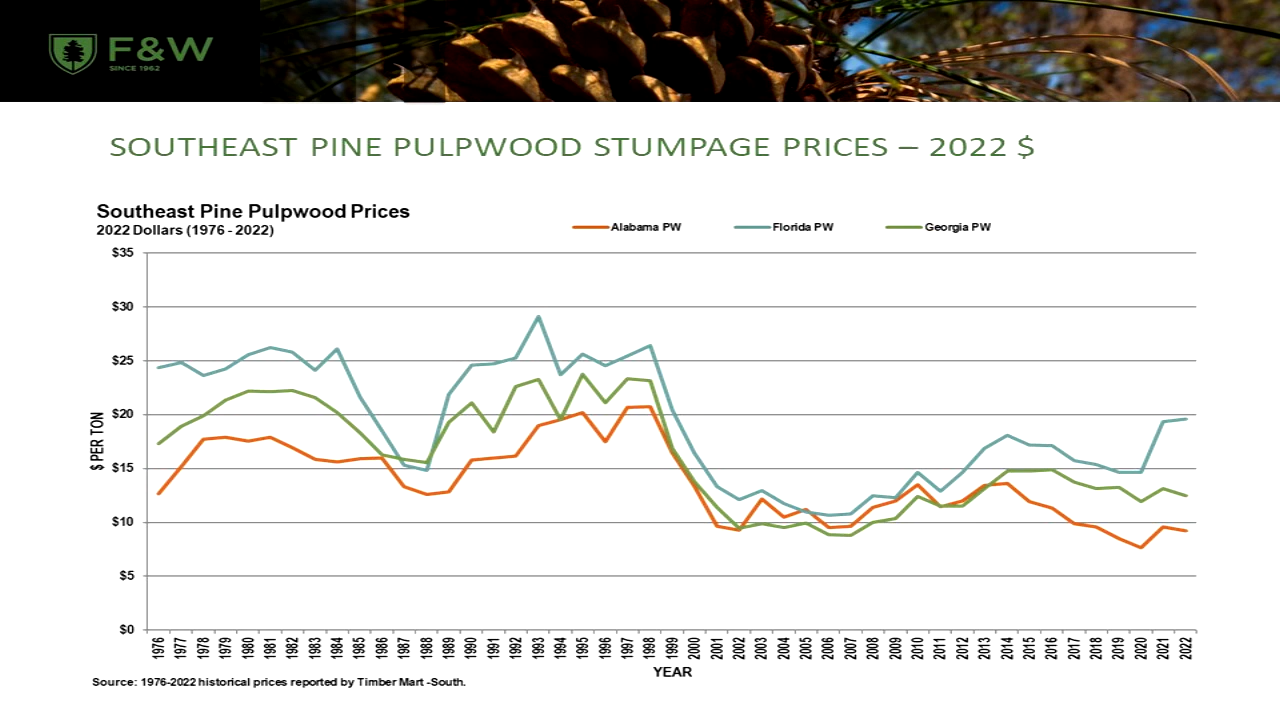 F&W
SINCE 1962
SOUTHEAST PINE PULPWOOD STUMPAGE PRICES – 2022 $
Southeast Pine Pulpwood Prices
2022 Dollars (1976 - 2022)
Alabama PW Florida PW Georgia PW
$35
$30
$25
$20
$15
$10
$5
$0
$ PER TON
1976 1977 1978 1979 1980 1981 1982 1983 1984 1985 1986 1987 1988 1989 1990 1991 1992 1993 1994 1995 1996 1997 1998 1999 2000 2001 2002 2003 2004 2005 2006 2007 2008 2009 2010 2011 2012 2013 2014 2015 2016 2017 2018 2019 2020 2021 2022
YEAR
Source: 1976-2022 historical prices reported by Timber Mart -South.